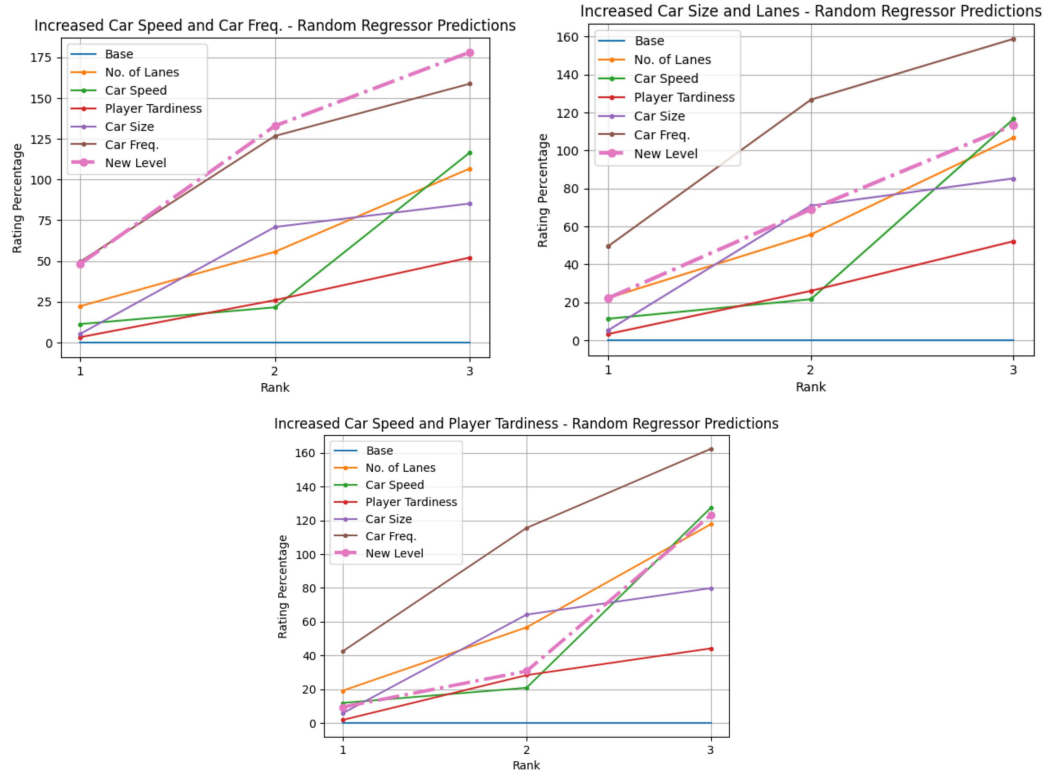 Increased Car Speed and Car Freq. - Random Regressor Predictions
Rating Percentage
175
150
125
100
75
50
25
0
Base
No. of Lanes
Car Speed
Player Tardiness
Car Size
Car Freq.
New Level
1
2
3
Rank
Increased Car Size and Lanes - Random Regressor Predictions
Rating Percentage
160
140
120
100
80
60
40
20
0
Base
No. of Lanes
Car Speed
Player Tardiness
Car Size
Car Freq.
New Level
1
2
3
Rank
Increased Car Speed and Player Tardiness - Random Regressor Predictions
Rating Percentage
160
140
120
100
80
60
40
20
0
Base
No. of Lanes
Car Speed
Player Tardiness
Car Size
Car Freq.
New Level
1
2
3
Rank